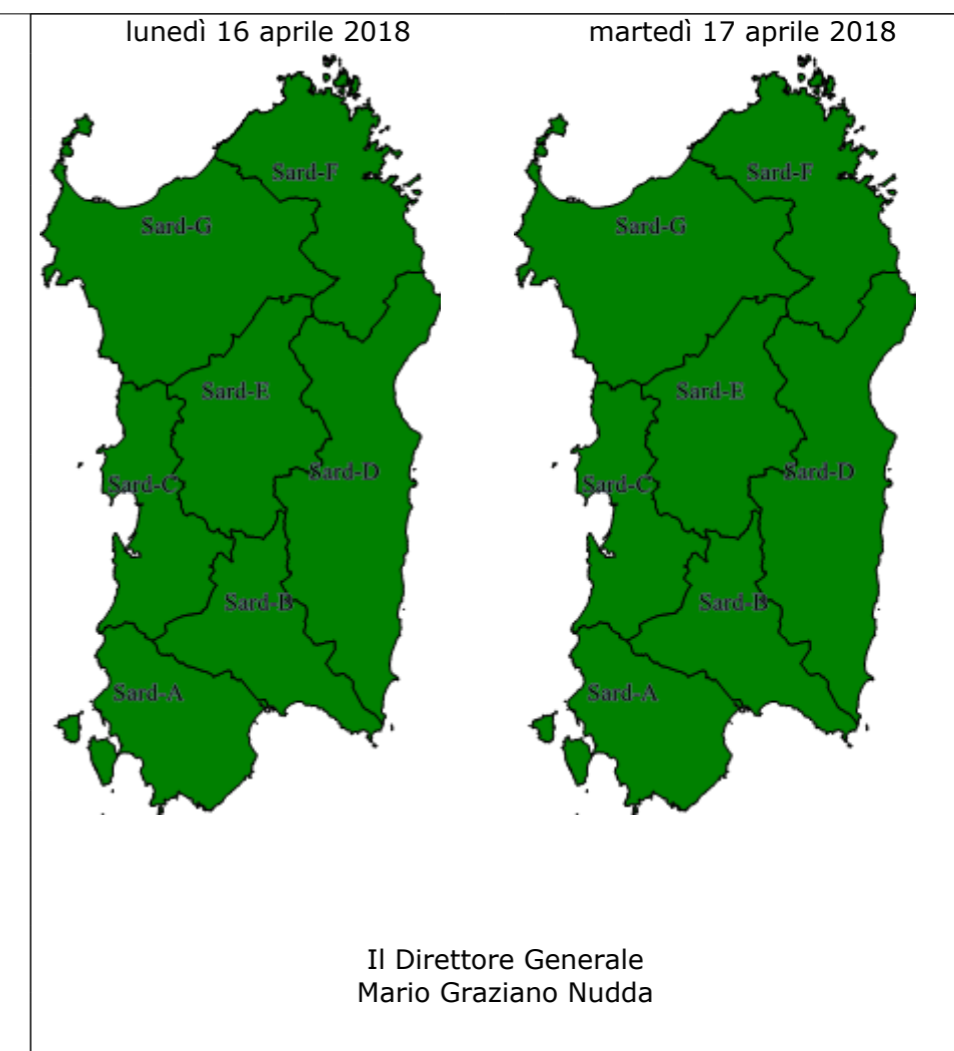 lunedì 16 aprile 2018
martedì 17 aprile 2018
Sard-F
Sard-G
Sard-E
Sard-D
Sard-C
Sard-B
Sard-A
Sard-F
Sard-G
Sard-E
Sard-D
Sard-C
Sard-B
Sard-A
Il Direttore Generale
Mario Graziano Nudda